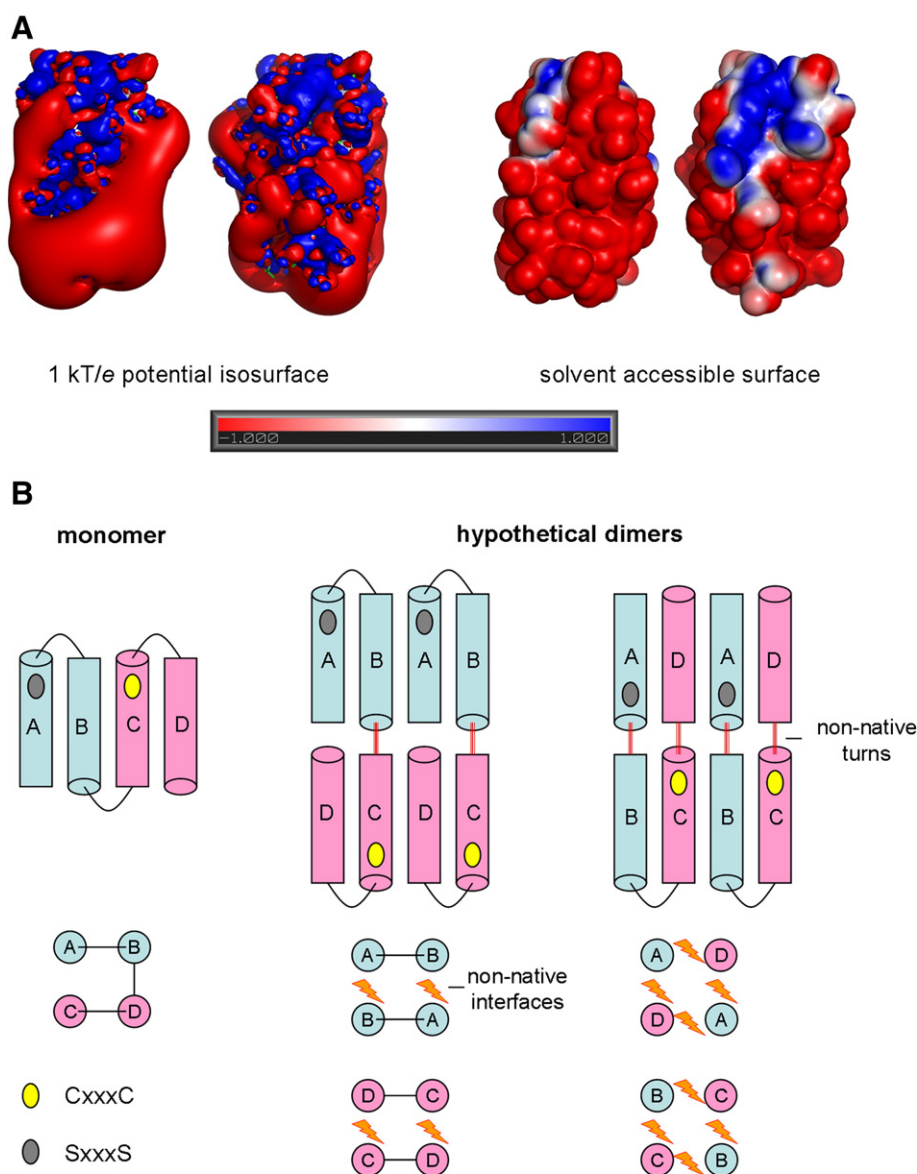 A
1 kT/e potential isosurface
solvent accessible surface
-1.000
1.000
B
monomer
hypothetical dimers
A
B
C
D
A
B
A
B
D
C
D
C
A
D
A
D
B
C
B
C
non-native
turns
A
B
C
D
A
B
B
A
non-native
interfaces
D
C
C
D
A
D
D
A
B
C
C
B
CxxxC
SxxxS